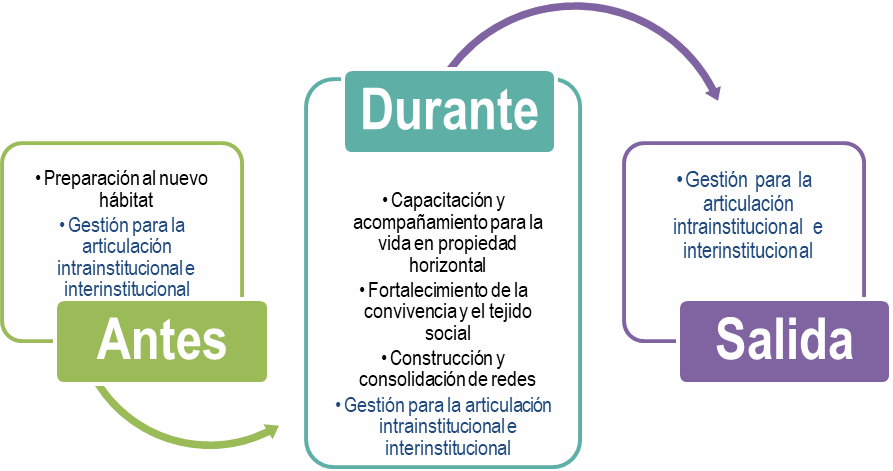 • Preparación al nuevo
hábitat
• Gestión para la
articulación
intrainstitucional e
interinstitucional
Antes
Durante
• Capacitación y
acompañamiento para la
vida en propiedad
horizontal
• Fortalecimiento de la
convivencia y el tejido
social
• Construcción y
consolidación de redes
• Gestión para la articulación
intrainstitucional e
interinstitucional
• Gestión para la
articulación
intrainstitucional e
interinstitucional
Salida